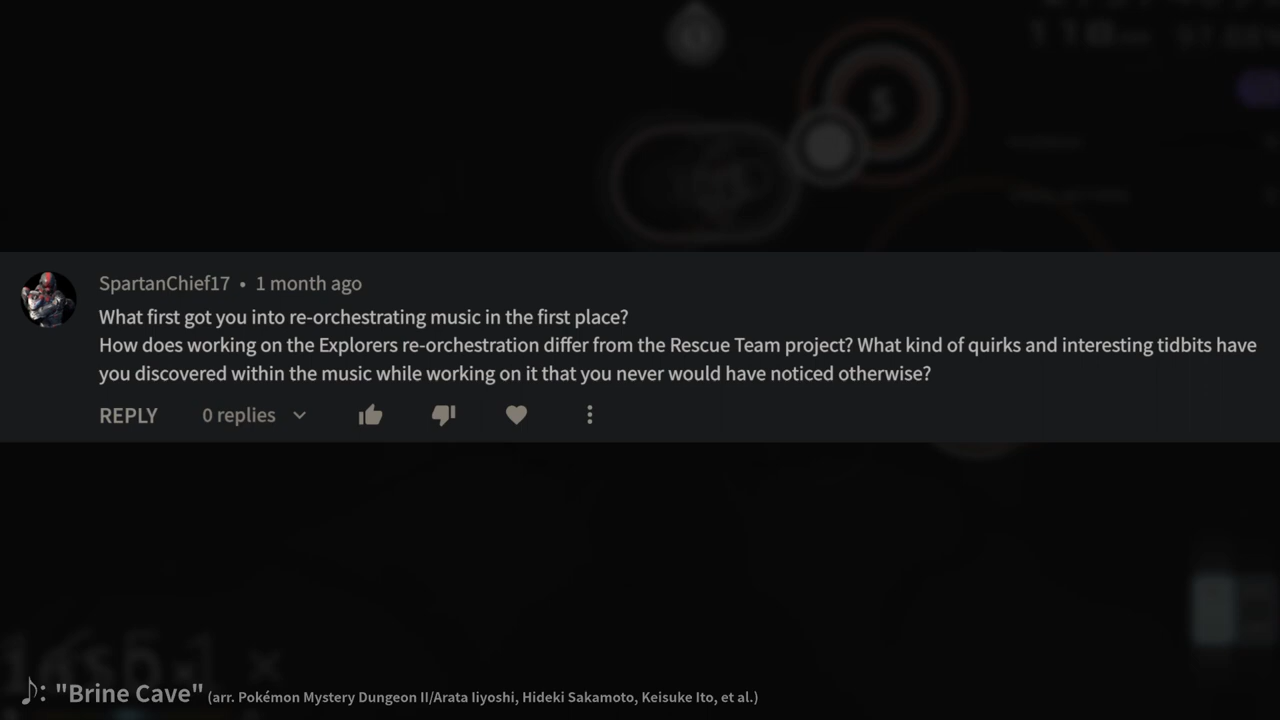 SpartanChief17 • 1 month ago
What first got you into re-orchestrating music in the first place?
How does working on the Explorers re-orchestration differ from the Rescue Team project? What kind of quirks and interesting tidbits have
you discovered within the music while working on it that you never would have noticed otherwise?
REPLY 0 replies
♪: "Brine Cave" (arr. Pokémon Mystery Dungeon II/Arata Iiyoshi, Hideki Sakamoto, Keisuke Ito, et al.)